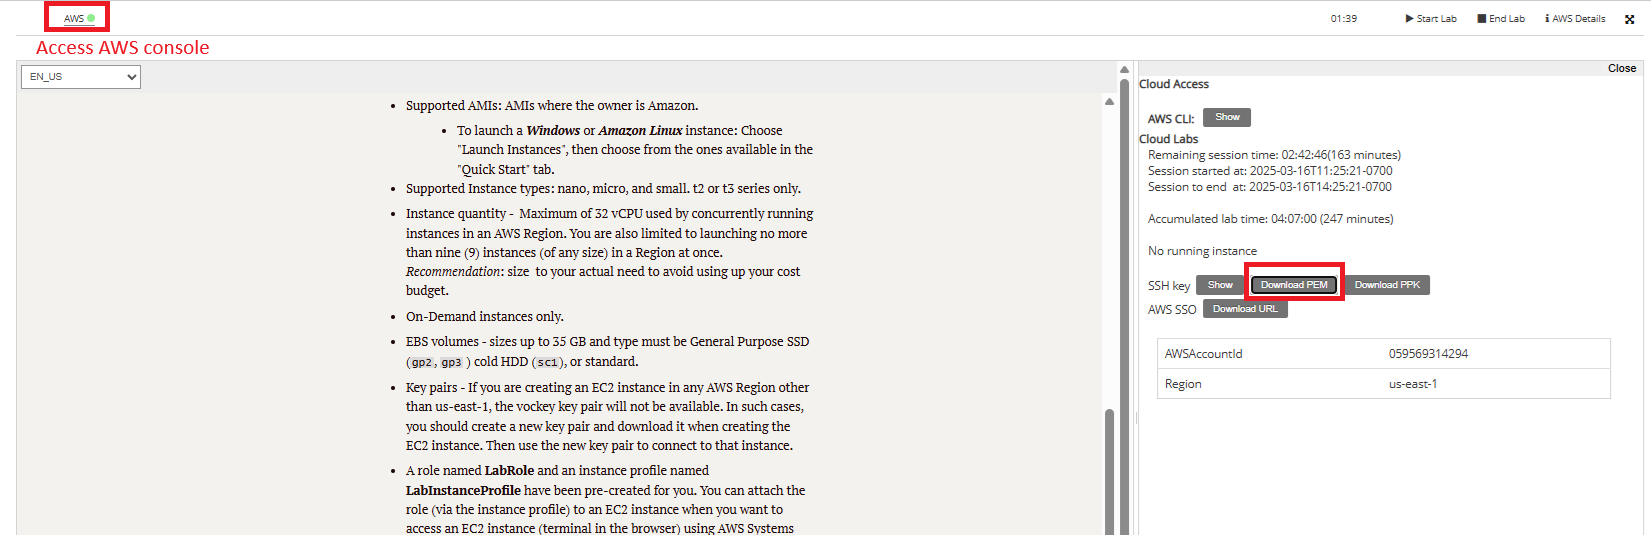 AWS
01:39
Start Lab
End Lab
AWS Details
Access AWS console
EN_US
• Supported AMIs: AMIs where the owner is Amazon.
• To launch a Windows or Amazon Linux instance: Choose
"Launch Instances", then choose from the ones available in the
"Quick Start" tab.
• Supported Instance types: nano, micro, and small. t2 or t3 series only.
• Instance quantity - Maximum of 32 vCPU used by concurrently running
instances in an AWS Region. You are also limited to launching no more
than nine (9) instances (of any size) in a Region at once.
Recommendation: size to your actual need to avoid using up your cost
budget.
• On-Demand instances only.
• EBS volumes - sizes up to 35 GB and type must be General Purpose SSD
(gp2, gp3 ) cold HDD (sc1), or standard.
• Key pairs - If you are creating an EC2 instance in any AWS Region other
than us-east-1, the vockey key pair will not be available. In such cases,
you should create a new key pair and download it when creating the
EC2 instance. Then use the new key pair to connect to that instance.
• A role named LabRole and an instance profile named
LabInstanceProfile have been pre-created for you. You can attach the
role (via the instance profile) to an EC2 instance when you want to
access an EC2 instance (terminal in the browser) using AWS Systems
Close
Cloud Access
AWS CLI: Show
Cloud Labs
Remaining session time: 02:42:46(163 minutes)
Session started at: 2025-03-16T11:25:21-0700
Session to end at: 2025-03-16T14:25:21-0700
Accumulated lab time: 04:07:00 (247 minutes)
No running instance
SSH key Show Download PEM Download PPK
AWS SSO Download URL
AWSAccountId 059569314294
Region us-east-1